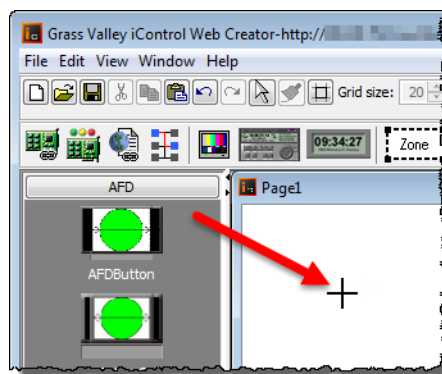 Grass Valley iControl Web Creator-http://
File Edit View Window Help
Grid size: 20
09:34:27
Zone
AFD
Page1
AFDButton